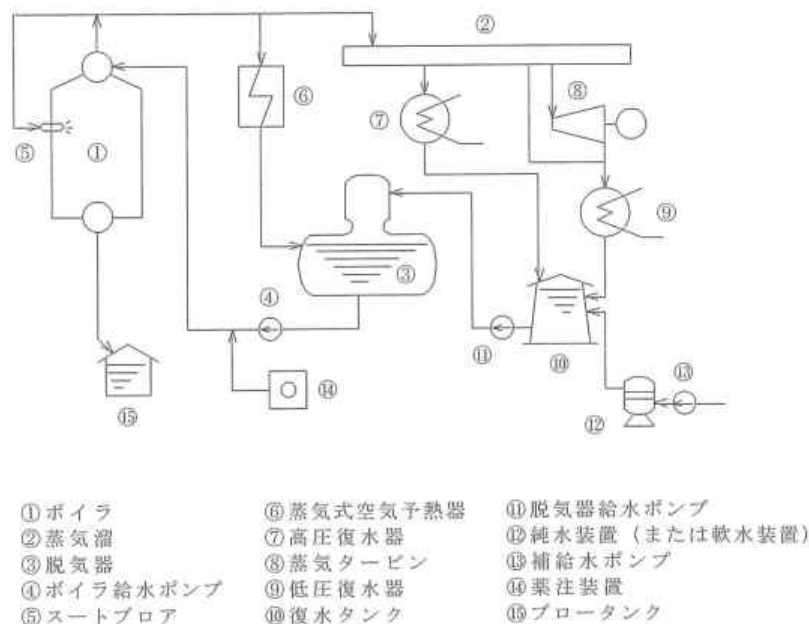 ②
⑧
⑥
⑦
⑤
①
⑨
③
④
⑪
⑩
⑬
⑭
⑫
⑮
①ボイラ
②蒸気溜
③脱気器
④ボイラ給水ポンプ
⑤スートブロア
⑥蒸気式空気予熱器
⑦高圧復水器
⑧蒸気タービン
⑨低圧復水器
⑩復水タンク
⑪脱気器給水ポンプ
⑫純水装置（または軟水装置）
⑬補給水ポンプ
⑭薬注装置
⑮ブロータンク